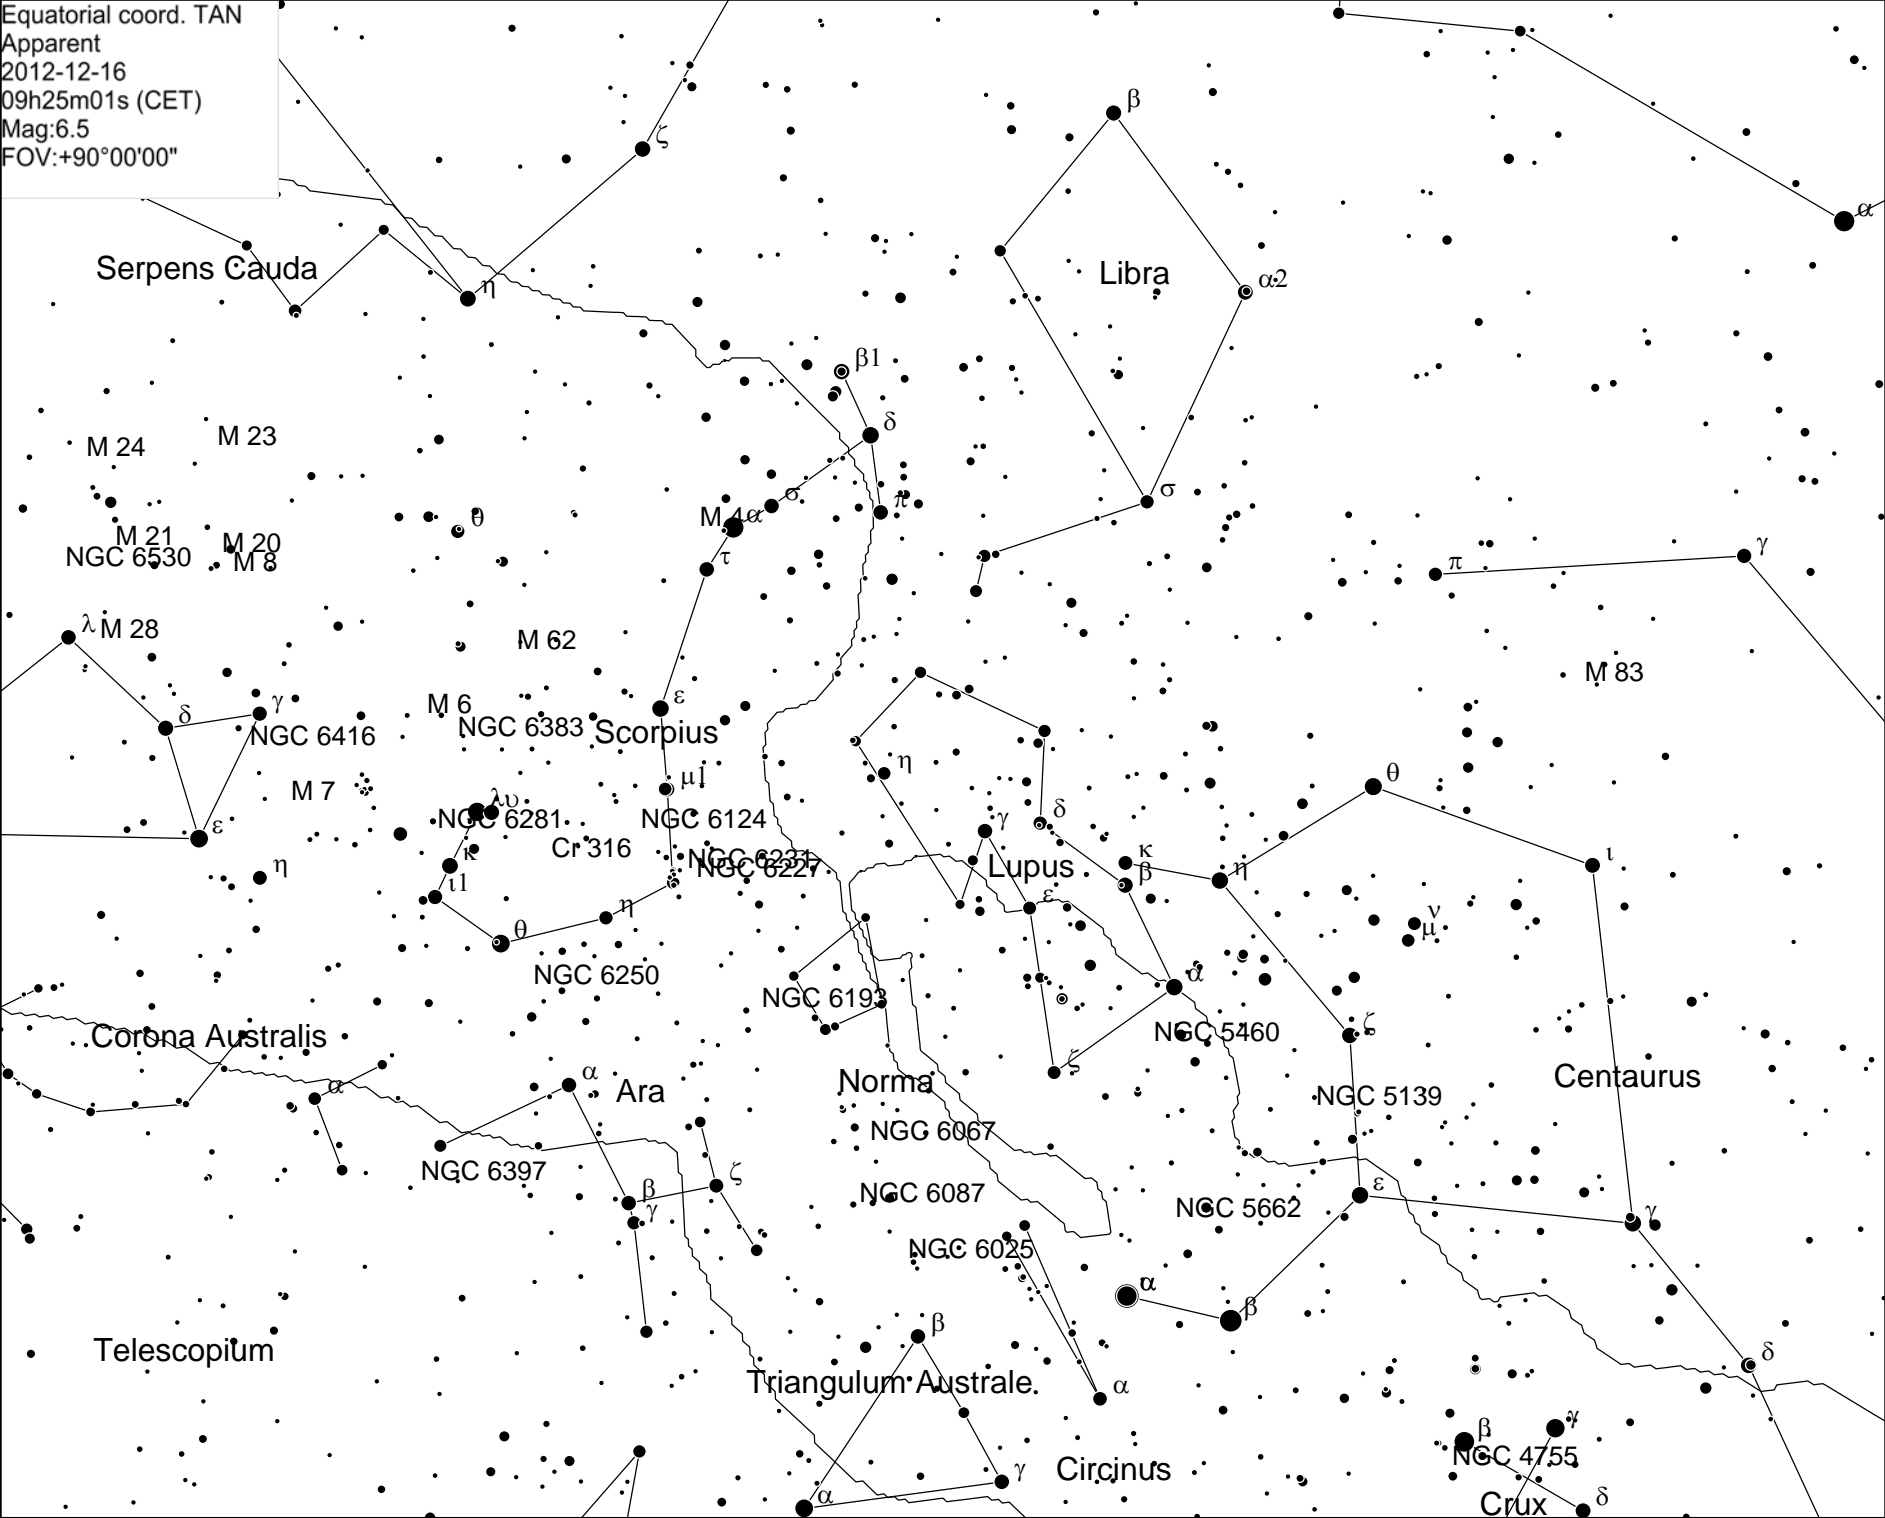 Equatorial coord. TAN
Apparent
2012-12-16
09h25m01s (CET)
Mag:6.5
FOV:+90°00'00"
β
ζ
α
Serpens Cauda
η
Libra
α2
β1
δ
M 24
M 23
σ
π
σ
M 4
α
θ
M 21
NGC 6530
M 20
M 8
τ
π
γ
λ
M 28
M 62
M 83
δ
γ
NGC 6416
M 6
NGC 6383
ε
Scorpius
η
M 7
μ1
θ
λ
υ
NGC 6281
NGC 6124
δ
γ
ε
κ
Cr 316
NGC 6231
NGC 6227
Lupus
κ
β
η
ι
η
ι1
η
ε
ν
μ
θ
NGC 6250
NGC 6193
α
NGC 5460
ζ
Corona Australis
α
α
Ara
Norma
ζ
NGC 5139
Centaurus
NGC 6397
NGC 6067
β
ζ
γ
NGC 6087
NGC 5662
ε
γ
NGC 6025
α
β
Telescopium
β
Triangulum Australe
α
δ
Circinus
γ
α
β
γ
NGC 4755
Crux
δ